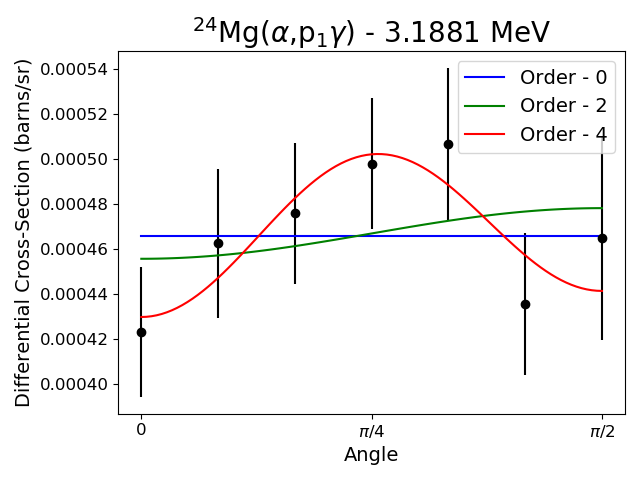 ²⁴Mg(α,p₁γ) - 3.1881 MeV
Differential Cross-Section (barns/sr)
0.00054
0.00052
0.00050
0.00048
0.00046
0.00044
0.00042
0.00040
Order - 0
Order - 2
Order - 4
0 π/4 π/2
Angle